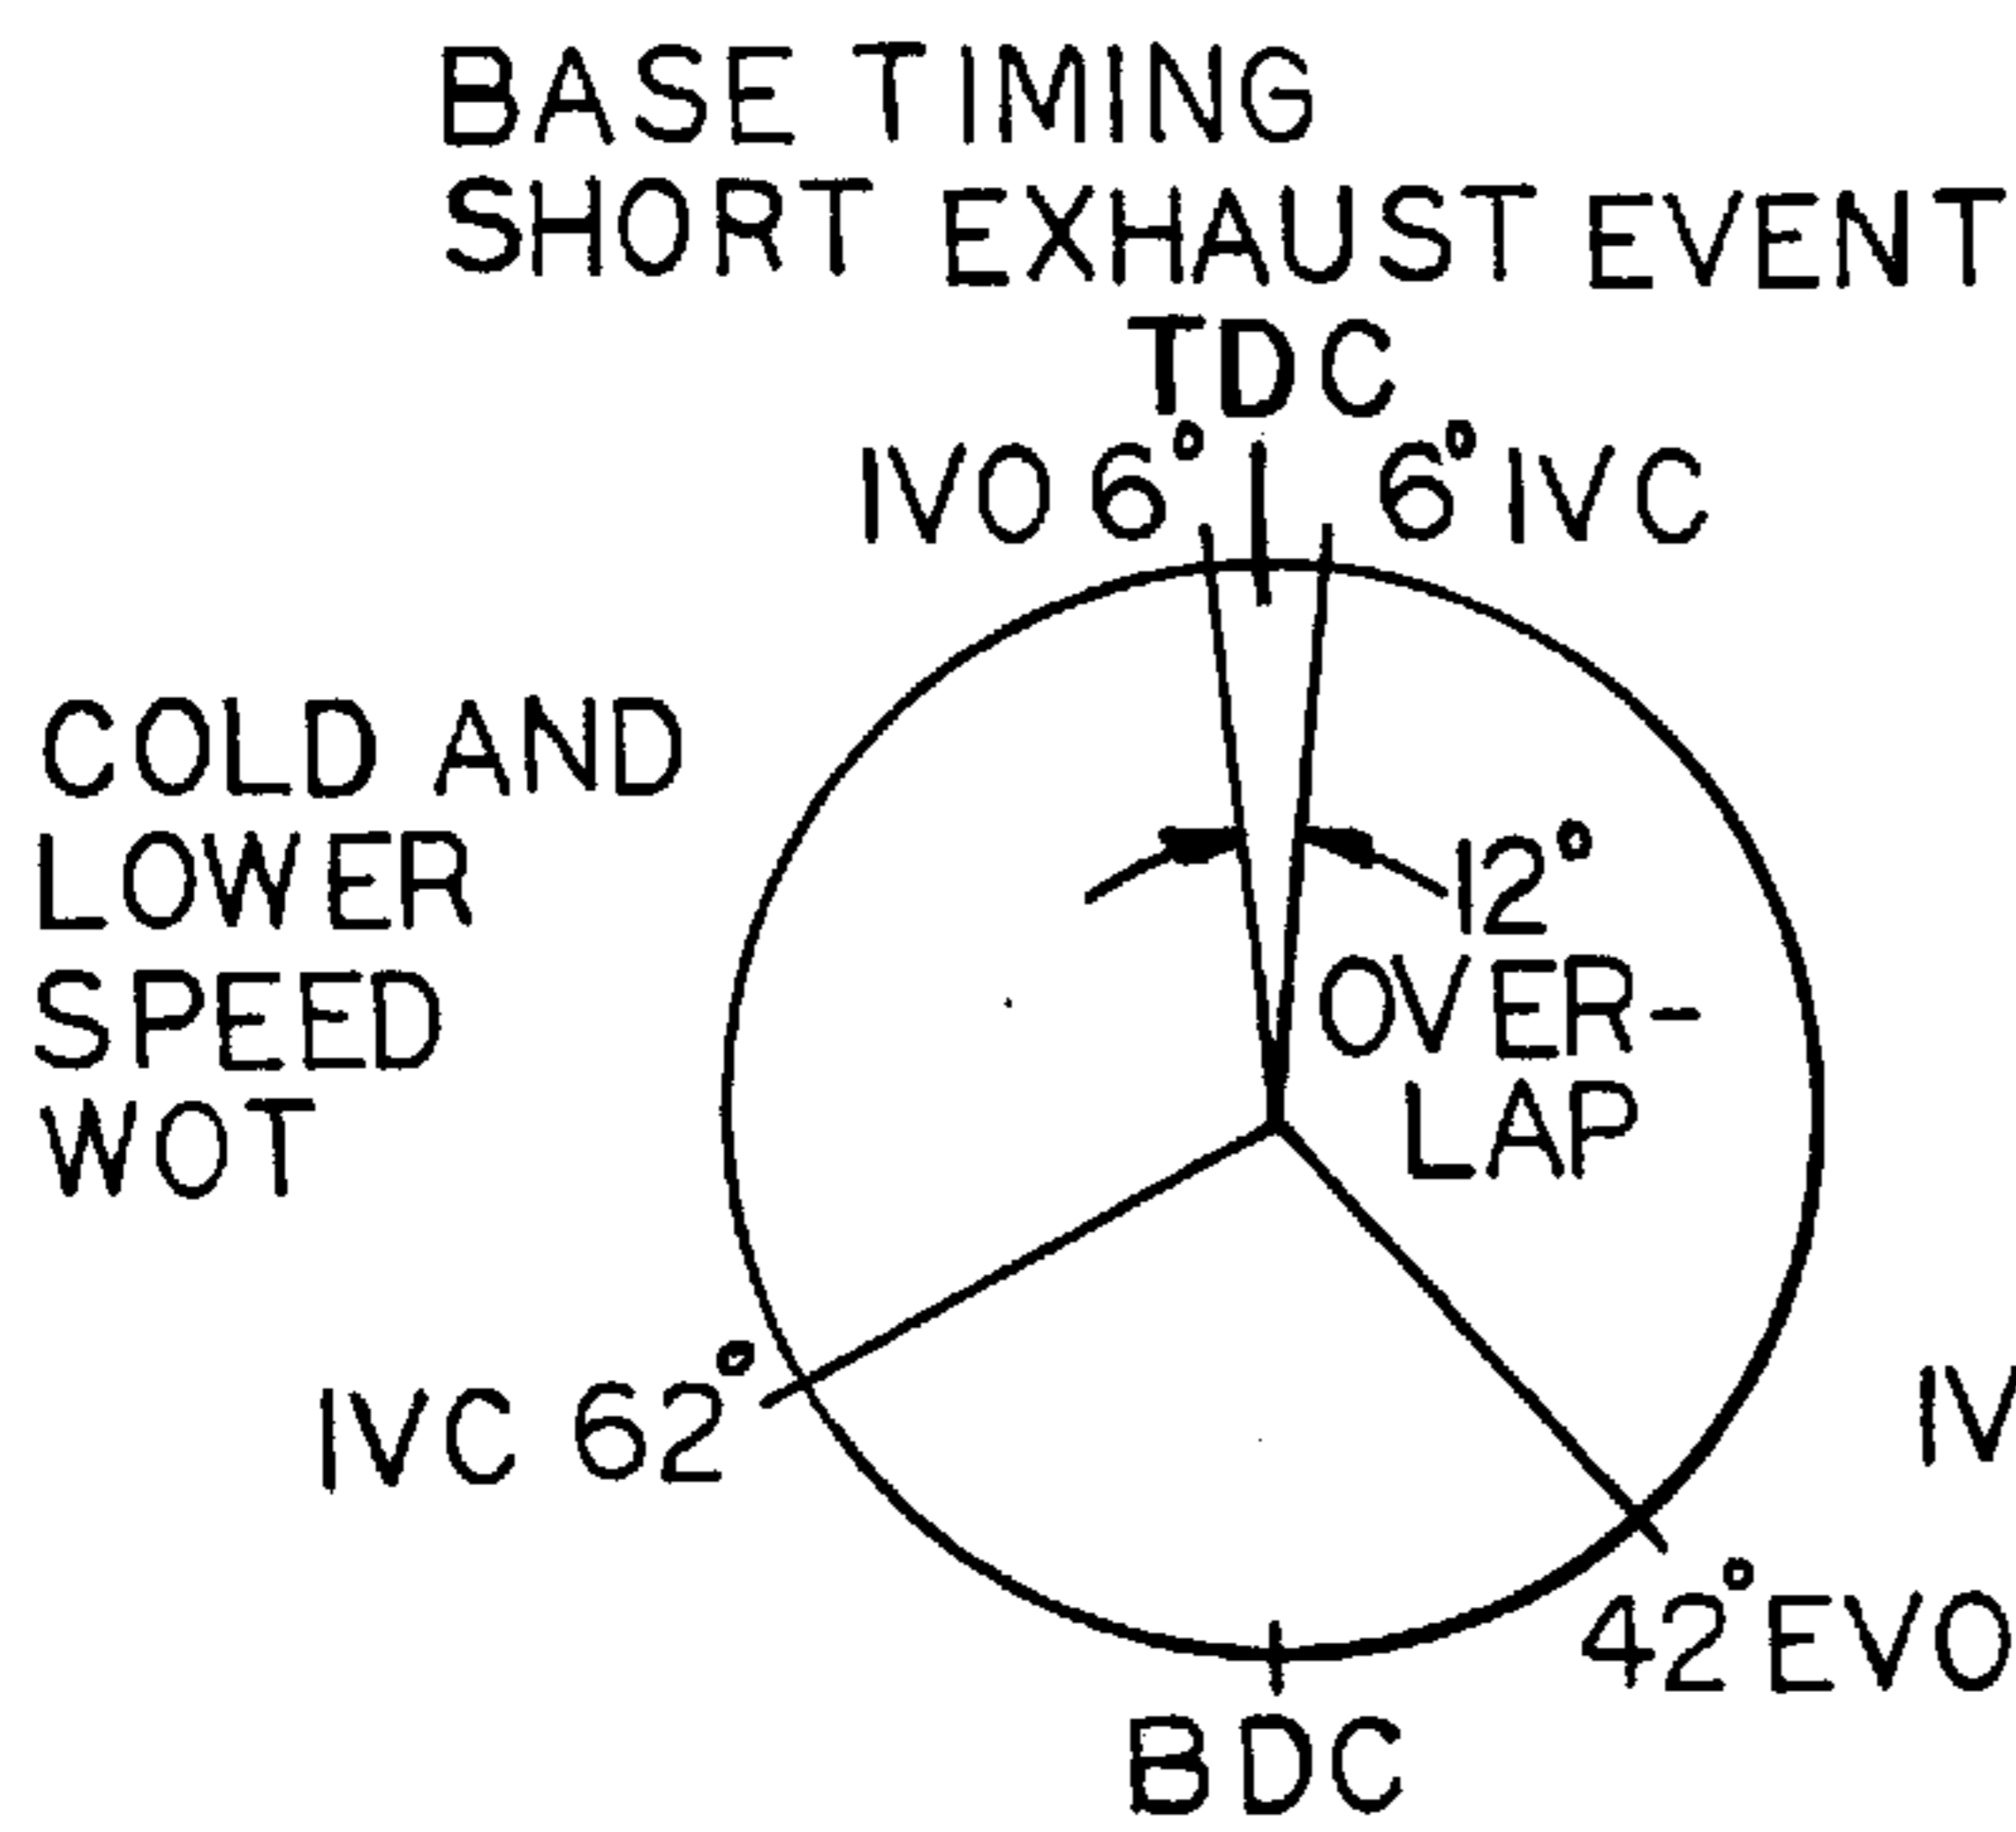 BASE TIMING
SHORT EXHAUST EVENT
TDC
IVO 6° 6° IVC
COLD AND
LOWER
SPEED
WOT
12°
OVER-
LAP
IVC 62°
IV
42° EVO
BDC